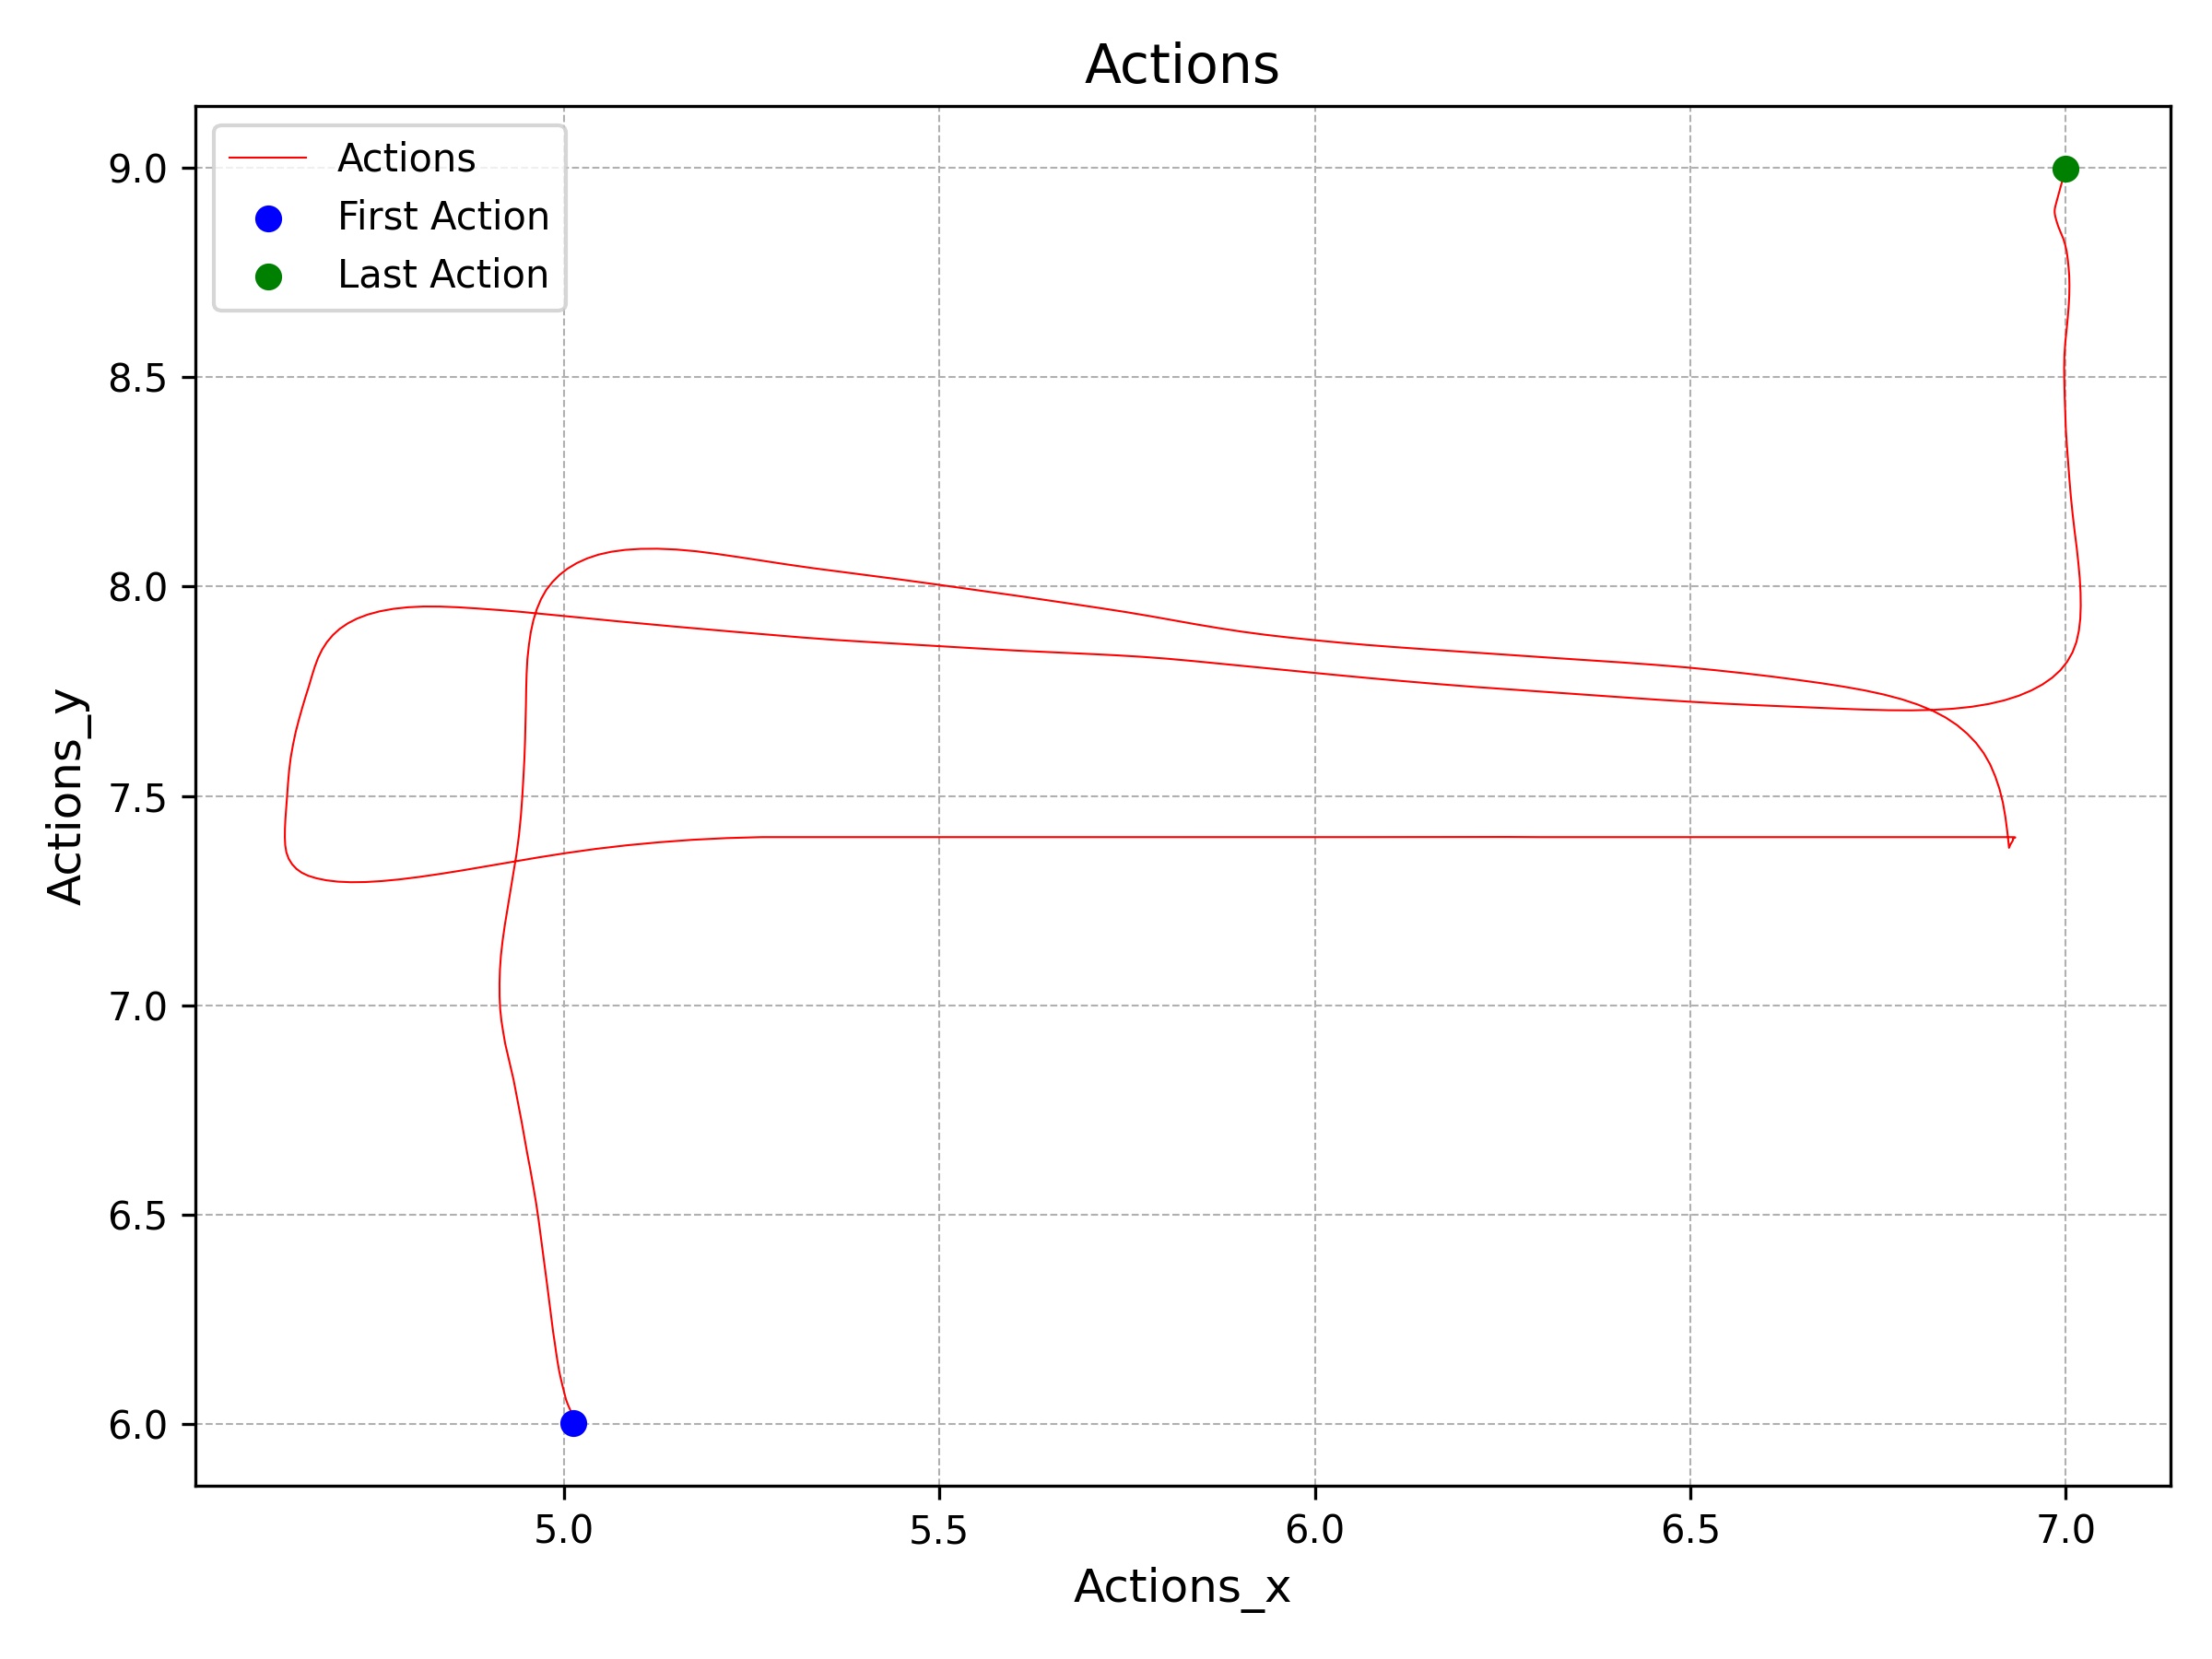 Actions
Actions
First Action
Last Action
9.0
8.5
8.0
7.5
7.0
6.5
6.0
Actions_y
5.0 5.5 6.0 6.5 7.0
Actions_x